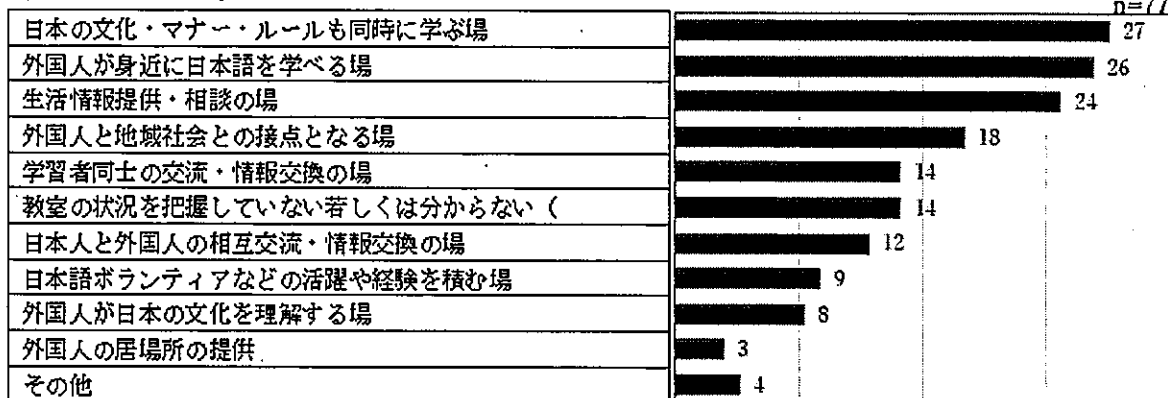 n=77
日本の文化・マナー・ルールも同時に学ぶ場 27
外国人が身近に日本語を学べる場 26
生活情報提供・相談の場 24
外国人と地域社会との接点となる場 18
学習者同士の交流・情報交換の場 14
教室の状況を把握していない若しくは分からない( 14
日本人と外国人の相互交流・情報交換の場 12
日本語ボランティアなどの活躍や経験を積む場 9
外国人が日本の文化を理解する場 8
外国人の居場所の提供 3
その他 4